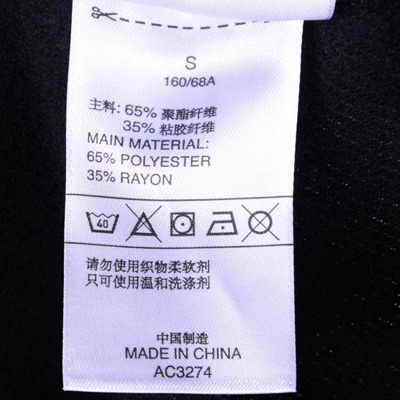 S
160/68A
主料: 65% 聚酯纤维
35% 粘胶纤维
MAIN MATERIAL:
65% POLYESTER
35% RAYON
40
请勿使用织物柔软剂
只可使用温和洗涤剂
中国制造
MADE IN CHINA
AC3274